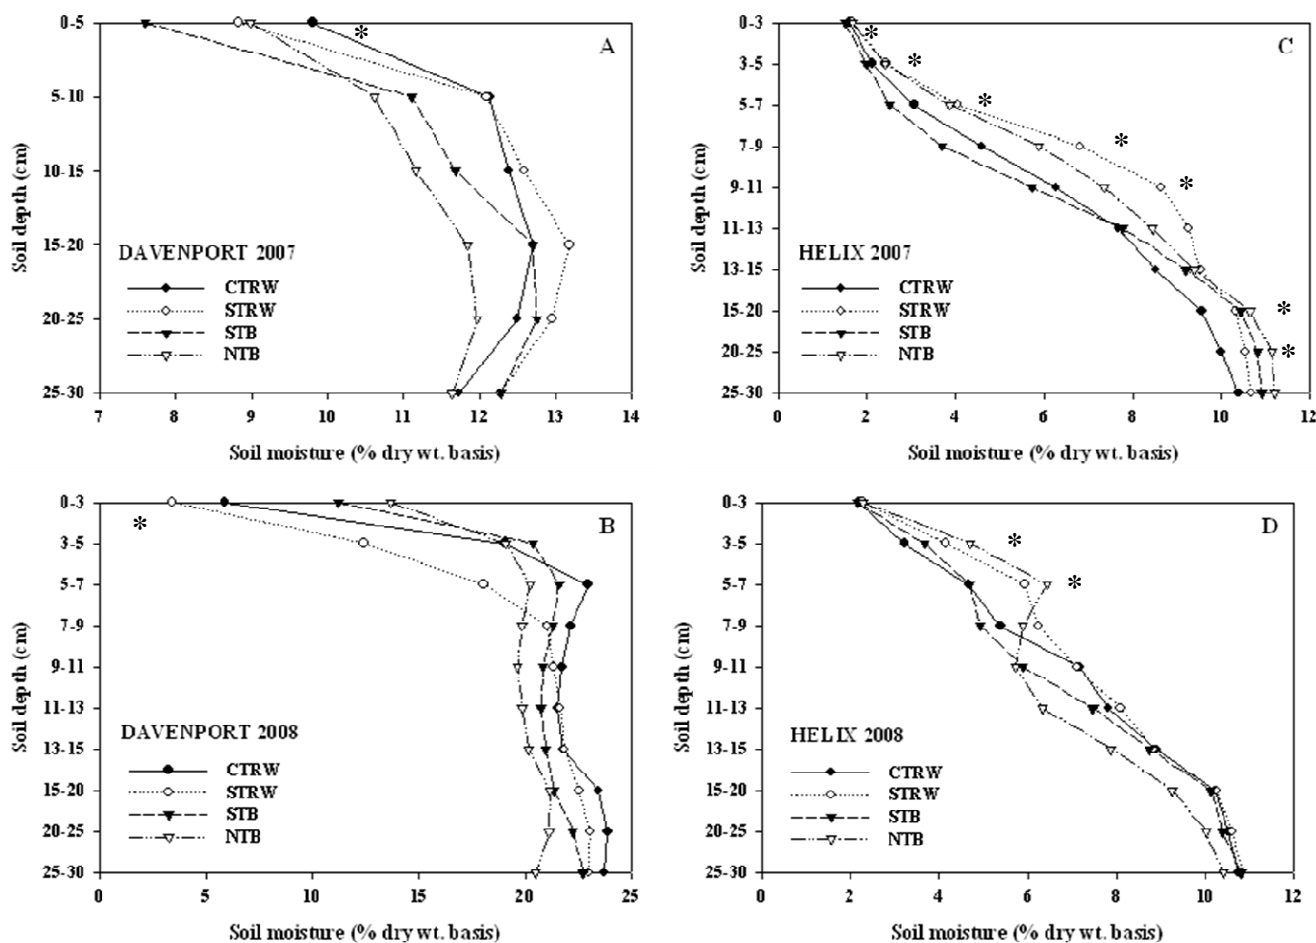 A
0-5
5-10
10-15
15-20
20-25
25-30
Soil depth (cm)
*
DAVENPORT 2007
CTRW
STRW
STB
NTB
7 9 11 12 13 14
Soil moisture (% dry wt. basis)
C
0-3
3-5
5-7
7-9
9-11
11-13
13-15
15-20
20-25
25-30
Soil depth (cm)
*
*
*
*
*
*
*
HELIX 2007
CTRW
STRW
STB
NTB
0 2 4 6 8 10 12
Soil moisture (% dry wt. basis)
B
0-3
3-5
5-7
7-9
9-11
11-13
13-15
15-20
20-25
25-30
Soil depth (cm)
*
DAVENPORT 2008
CTRW
STRW
STB
NTB
0 5 10 15 20 25
Soil moisture (% dry wt. basis)
D
0-3
3-5
5-7
7-9
9-11
11-13
13-15
15-20
20-25
25-30
Soil depth (cm)
*
*
HELIX 2008
CTRW
STRW
STB
NTB
0 2 4 6 8 10 12
Soil moisture (% dry wt. basis)